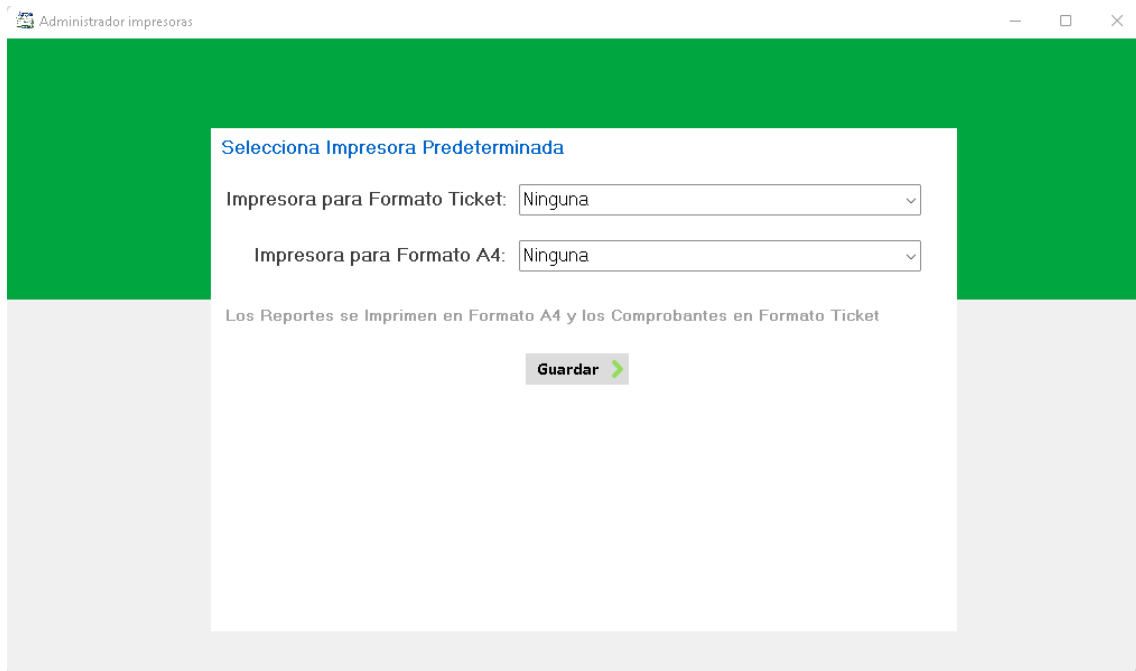 Administrador impresoras
Selecciona Impresora Predeterminada
Impresora para Formato Ticket: Ninguna
Impresora para Formato A4: Ninguna
Los Reportes se Imprimen en Formato A4 y los Comprobantes en Formato Ticket
Guardar